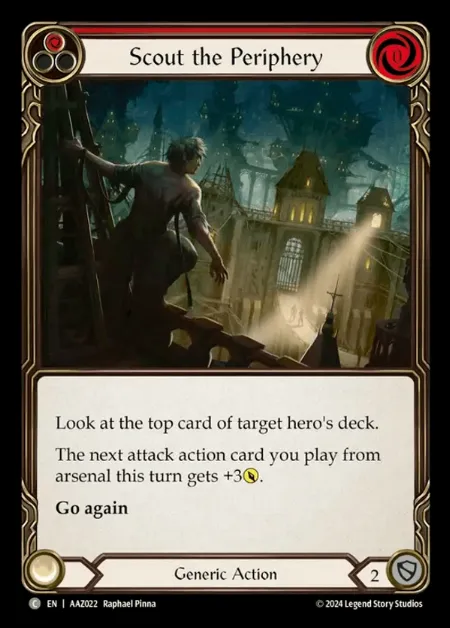 Scout the Periphery
Look at the top card of target hero's deck.
The next attack action card you play from
arsenal this turn gets +3.
Go again
Generic Action
2
C EN | AAZ022 Raphael Pinna
© 2024 Legend Story Studios